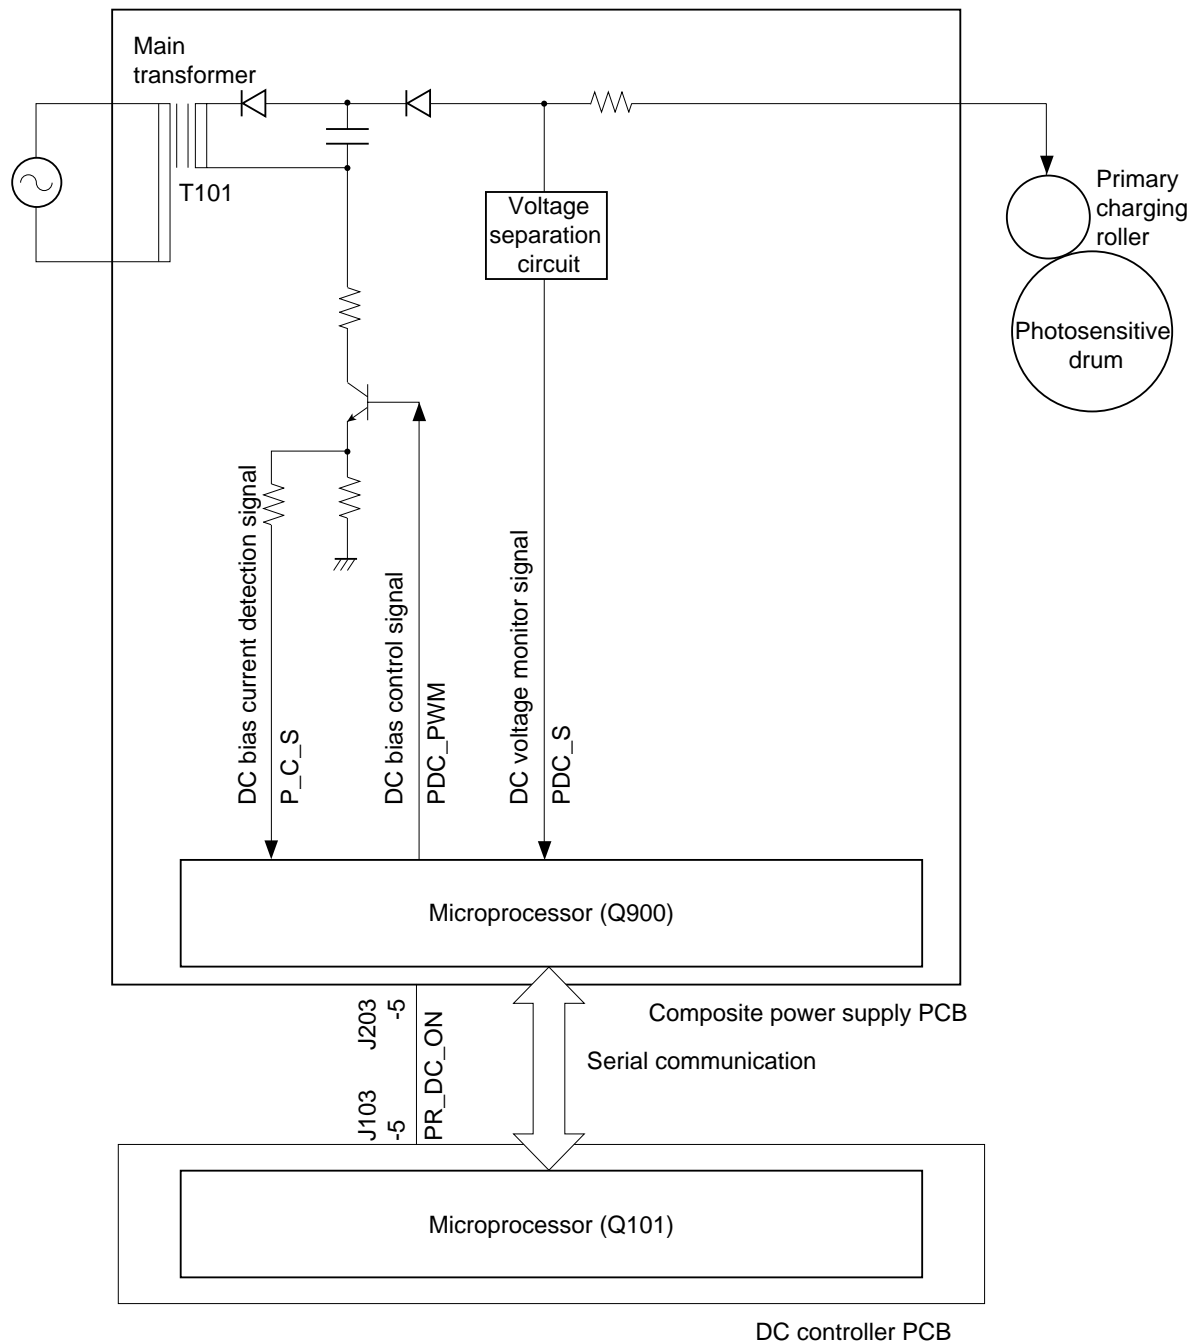 Main
transformer
T101
Voltage
separation
circuit
Primary
charging
roller
Photosensitive
drum
DC bias current detection signal
P_C_S
DC bias control signal
PDC_PWM
DC voltage monitor signal
PDC_S
Microprocessor (Q900)
Composite power supply PCB
J203
-5
PR_DC_ON
J103
-5
Serial communication
Microprocessor (Q101)
DC controller PCB